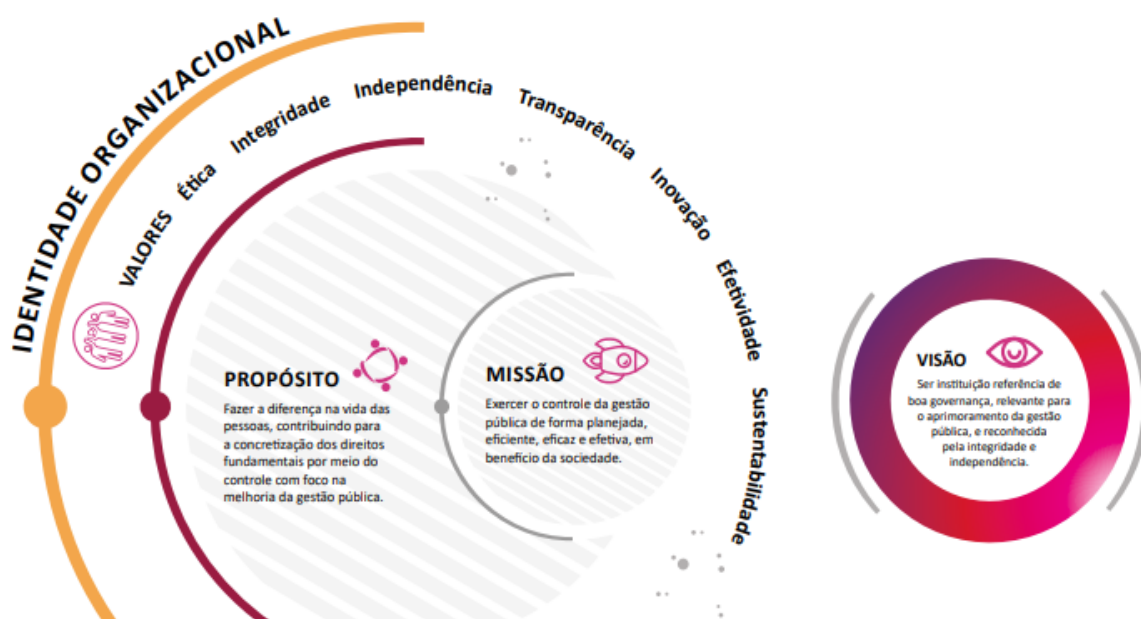 IDENTIDADE ORGANIZACIONAL
VALORES Ética Integridade Independência Transparência Inovação Efetividade Sustentabilidade
PROPÓSITO
Fazer a diferença na vida das
pessoas, contribuindo para
a concretização dos direitos
fundamentais por meio do
controle com foco na
melhoria da gestão pública.
MISSÃO
Exercer o controle da gestão
pública de forma planejada,
eficiente, eficaz e efetiva, em
benefício da sociedade.
VISÃO
Ser instituição referência de
boa governança, relevante para
o aprimoramento da gestão
pública, e reconhecida
pela integridade e
independência.